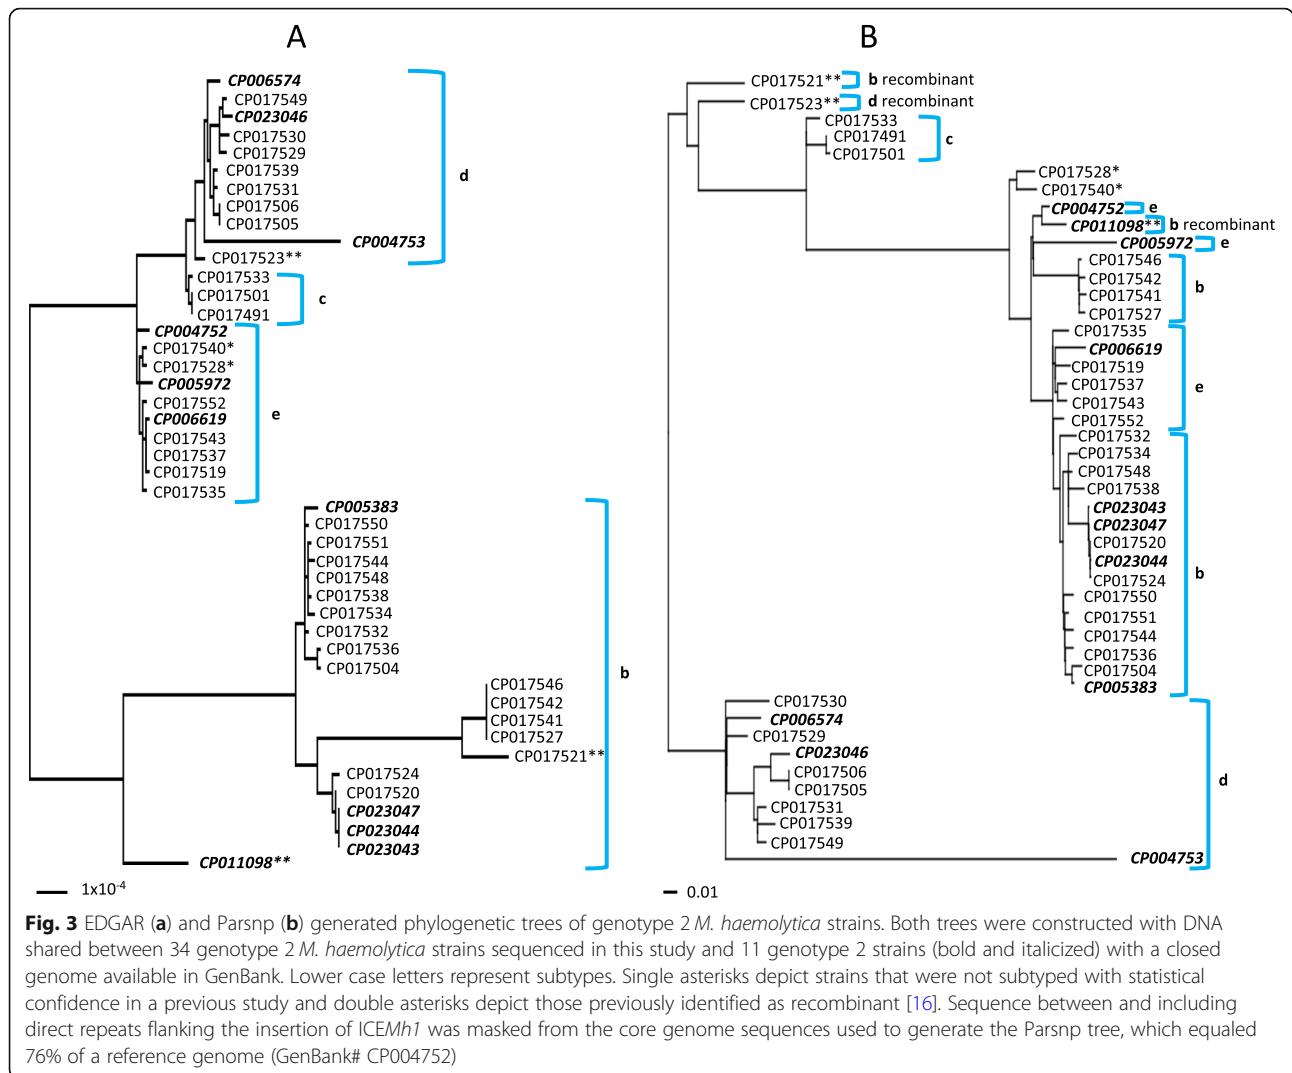 A
CP006574
CP017549
CP023046
CP017530
CP017529
CP017539
CP017531
CP017506
CP017505
CP004753
CP017523**
d
CP017533
CP017501
CP017491
c
CP004752
CP017540*
CP017528*
CP005972
CP017552
CP006619
CP017543
CP017537
CP017519
CP017535
e
CP005383
CP017550
CP017551
CP017544
CP017548
CP017538
CP017534
CP017532
CP017536
CP017504
CP017546
CP017542
CP017541
CP017527
CP017521**
CP017524
CP017520
CP023047
CP023044
CP023043
CP011098**
b
1x10-4
B
CP017521** b recombinant
CP017523** d recombinant
CP017533
CP017491
CP017501
c
CP017528*
CP017540*
CP004752 e
CP011098** b recombinant
CP005972 e
CP017546
CP017542
CP017541
CP017527
b
CP017535
CP006619
CP017519
CP017537
CP017543
CP017552
e
CP017532
CP017534
CP017548
CP017538
CP023043
CP023047
CP017520
CP023044
CP017524
CP017550
CP017551
CP017544
CP017536
CP017504
CP005383
b
CP017530
CP006574
CP017529
CP023046
CP017506
CP017505
CP017531
CP017539
CP017549
CP004753
d
0.01
Fig. 3 EDGAR (a) and Parsnp (b) generated phylogenetic trees of genotype 2 M. haemolytica strains. Both trees were constructed with DNA
shared between 34 genotype 2 M. haemolytica strains sequenced in this study and 11 genotype 2 strains (bold and italicized) with a closed
genome available in GenBank. Lower case letters represent subtypes. Single asterisks depict strains that were not subtyped with statistical
confidence in a previous study and double asterisks depict those previously identified as recombinant [16]. Sequence between and including
direct repeats flanking the insertion of ICEMh1 was masked from the core genome sequences used to generate the Parsnp tree, which equaled
76% of a reference genome (GenBank# CP004752)